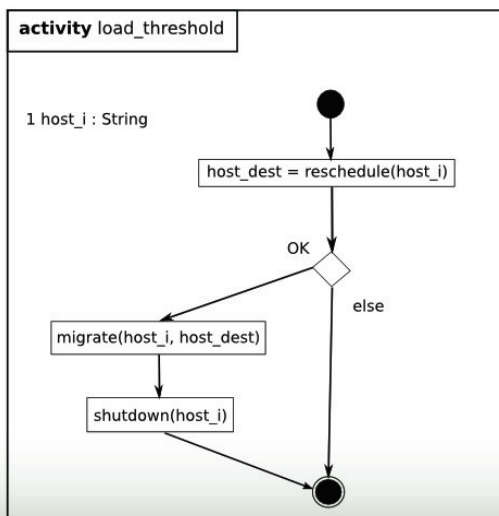 activity load_threshold
1 host_i : String
host_dest = reschedule(host_i)
OK
else
migrate(host_i, host_dest)
shutdown(host_i)